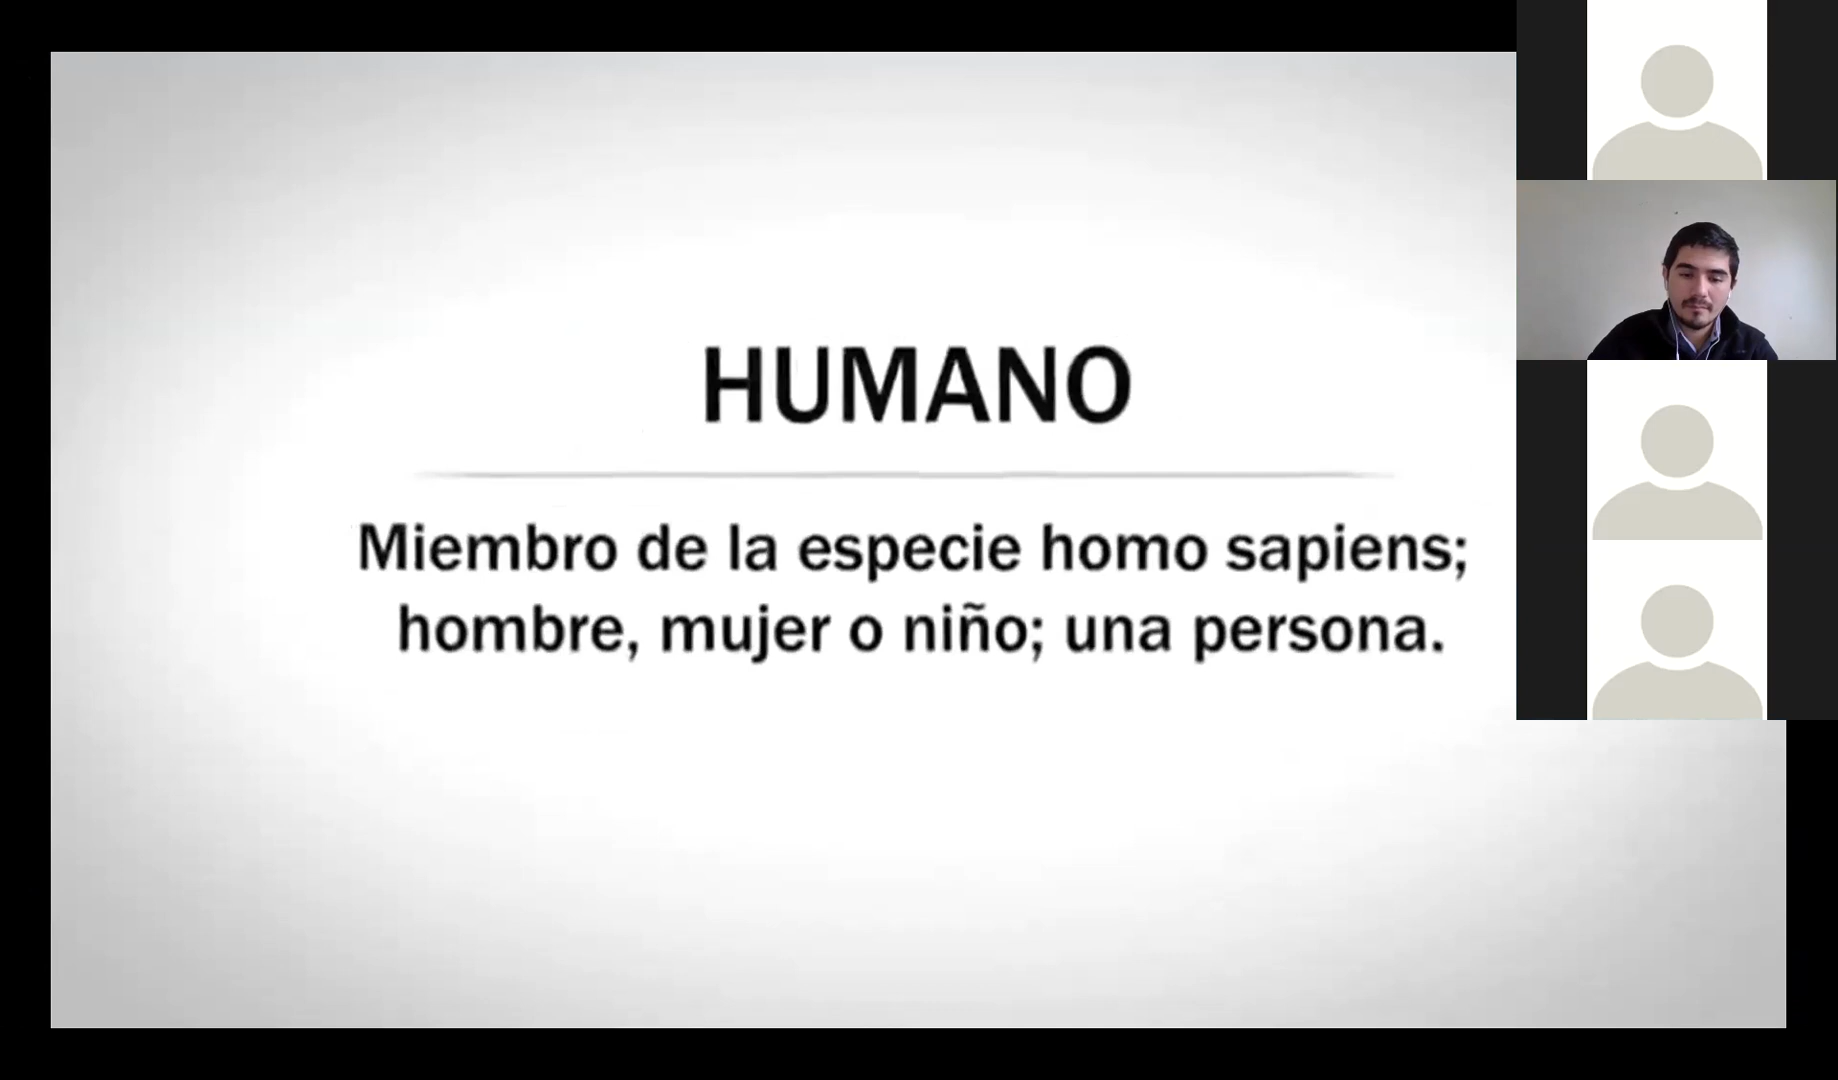 HUMANO
Miembro de la especie homo sapiens;
hombre, mujer o niño; una persona.